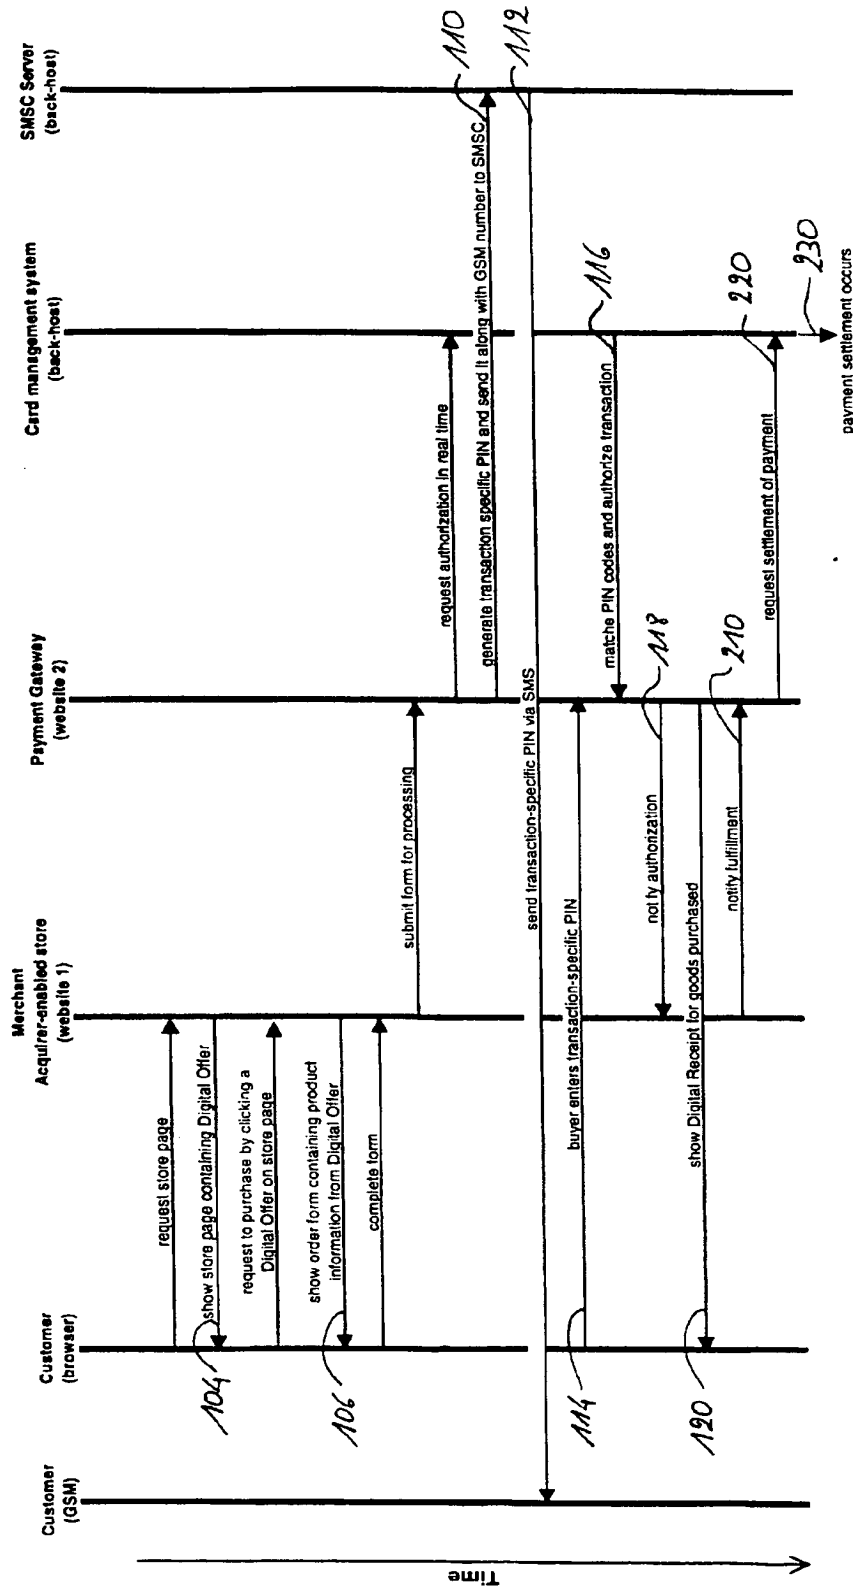 Customer
(GSM)
Customer
(browser)
Merchant
Acquirer-enabled store
(website 1)
Payment Gateway
(website 2)
Card management system
(back-host)
SMSC Server
(back-host)
Time
request store page
show store page containing Digital Offer
104
request to purchase by clicking a
Digital Offer on store page
show order form containing product
information from Digital Offer
106
complete form
submit form for processing
request authorization in real time
generate transaction specific PIN and send it along with GSM number to SMSC
110
send transaction-specific PIN via SMS
112
buyer enters transaction-specific PIN
114
matche PIN codes and authorize transaction
116
notify authorization
118
show Digital Receipt for goods purchased
120
notify fulfillment
210
request settlement of payment
220
230
payment settlement occurs